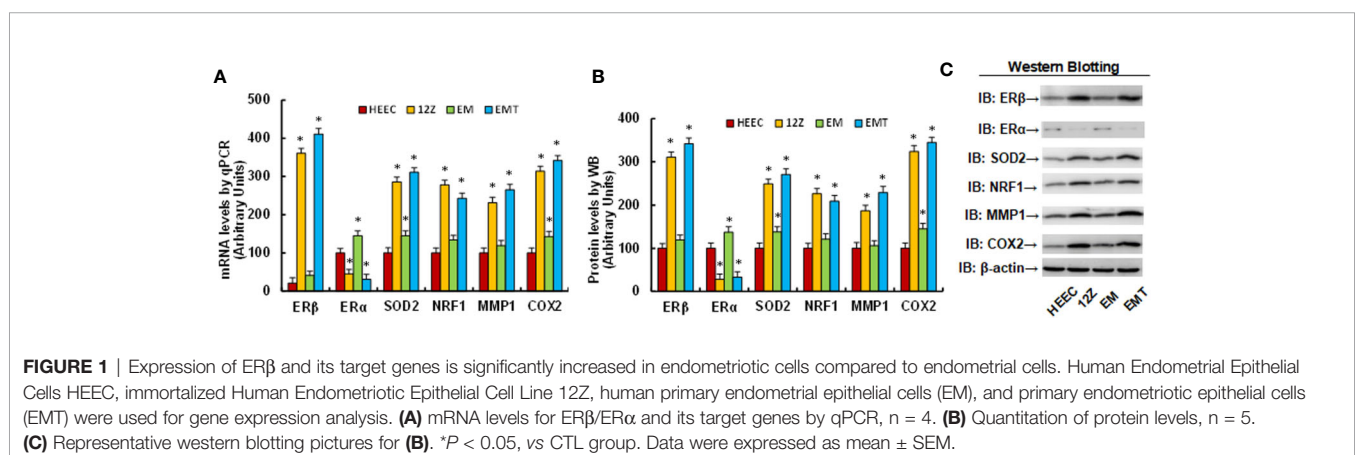 A
mRNA levels by qPCR
(Arbitrary Units)
500
400
300
200
100
0
HEEC 12Z EM EMT
* * * * * * * * * * * * * * *
ERβ ERα SOD2 NRF1 MMP1 COX2
B
Protein levels by WB
(Arbitrary Units)
400
300
200
100
0
HEEC 12Z EM EMT
* * * * * * * * * * * * * * *
ERβ ERα SOD2 NRF1 MMP1 COX2
C
Western Blotting
IB: ERβ→
IB: ERα→
IB: SOD2→
IB: NRF1→
IB: MMP1→
IB: COX2→
IB: β-actin→
HEEC 12Z EM EMT
FIGURE 1 | Expression of ERβ and its target genes is significantly increased in endometriotic cells compared to endometrial cells. Human Endometrial Epithelial
Cells HEEC, immortalized Human Endometriotic Epithelial Cell Line 12Z, human primary endometrial epithelial cells (EM), and primary endometriotic epithelial cells
(EMT) were used for gene expression analysis. (A) mRNA levels for ERβ/ERα and its target genes by qPCR, n = 4. (B) Quantitation of protein levels, n = 5.
(C) Representative western blotting pictures for (B). *P < 0.05, vs CTL group. Data were expressed as mean ± SEM.